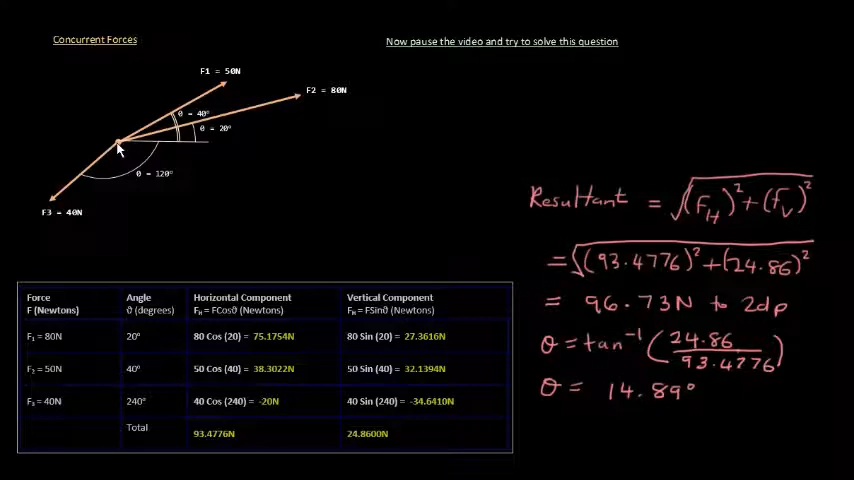 Concurrent Forces
Now pause the video and try to solve this question
F1 = 50N
F2 = 80N
θ = 40°
θ = 20°
θ = 120°
F3 = 40N
Resultant = √(F_H)² + (F_V)²
= √(93.4776)² + (24.86)²
= 96.73N to 2dp
θ = tan⁻¹ (24.86 / 93.4776)
θ = 14.89°
Force Angle Horizontal Component Vertical Component
F (Newtons) ϑ (degrees) F_H = FCosϑ (Newtons) F_H = FSinϑ (Newtons)
F₁ = 80N 20° 80 Cos (20) = 75.1754N 80 Sin (20) = 27.3616N
F₂ = 50N 40° 50 Cos (40) = 38.3022N 50 Sin (40) = 32.1394N
F₃ = 40N 240° 40 Cos (240) = -20N 40 Sin (240) = -34.6410N
Total 93.4776N 24.8600N